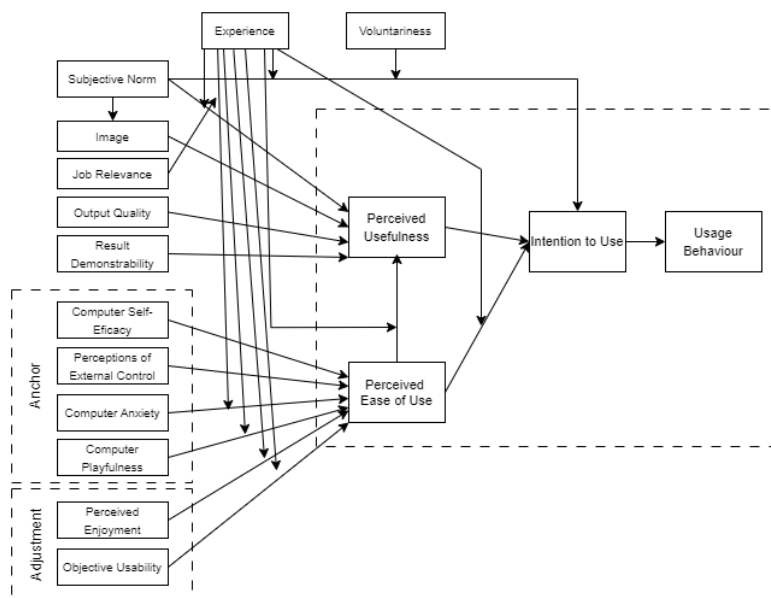 Experience
Voluntariness
Subjective Norm
Image
Job Relevance
Output Quality
Result
Demonstrability
Perceived
Usefulness
Intention to Use
Usage
Behaviour
Anchor
Computer Self-
Eficacy
Perceptions of
External Control
Computer Anxiety
Computer
Playfulness
Perceived
Ease of Use
Adjustment
Perceived
Enjoyment
Objective Usability